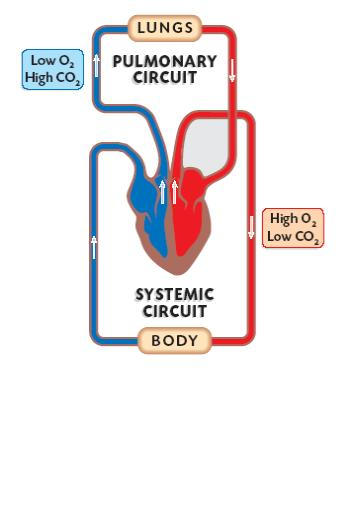 LUNGS
Low O₂
High CO₂
PULMONARY
CIRCUIT
High O₂
Low CO₂
SYSTEMIC
CIRCUIT
BODY